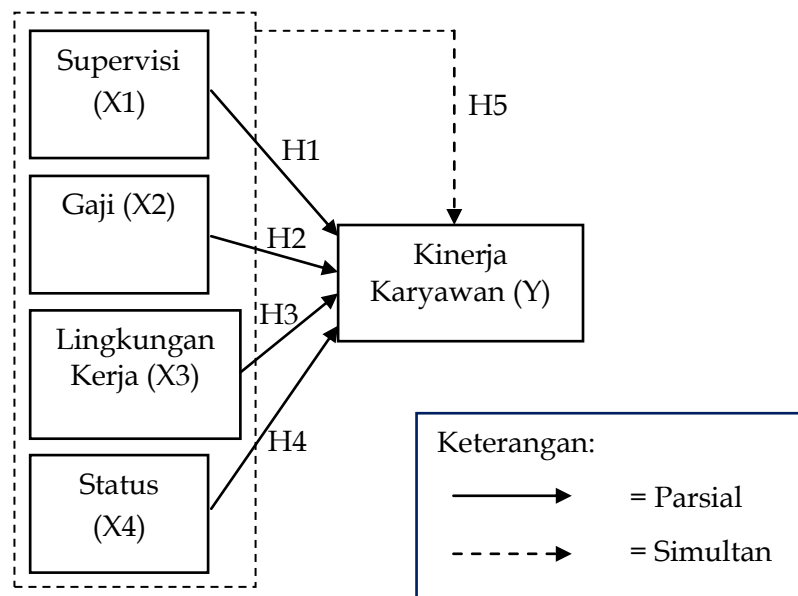 Supervisi
(X1)
H5
H1
Gaji (X2)
H2
Kinerja
Karyawan (Y)
H3
Lingkungan
Kerja (X3)
H4
Status
(X4)
Keterangan:
= Parsial
= Simultan